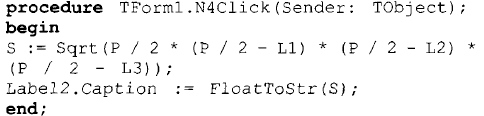 procedure TForm1.N4Click(Sender: TObject);
begin
S := Sqrt(P / 2 * (P / 2 - L1) * (P / 2 - L2) *
(P / 2 - L3));
Label2.Caption := FloatToStr(S);
end;